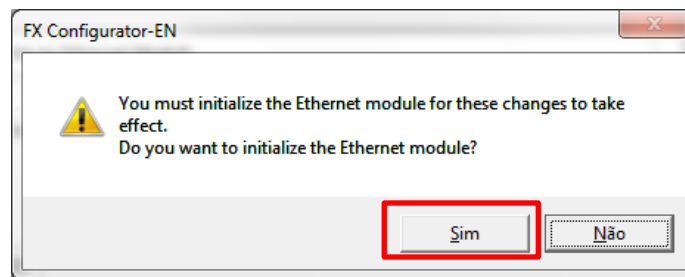 FX Configurator-EN
You must initialize the Ethernet module for these changes to take
effect.
Do you want to initialize the Ethernet module?
Sim
Não